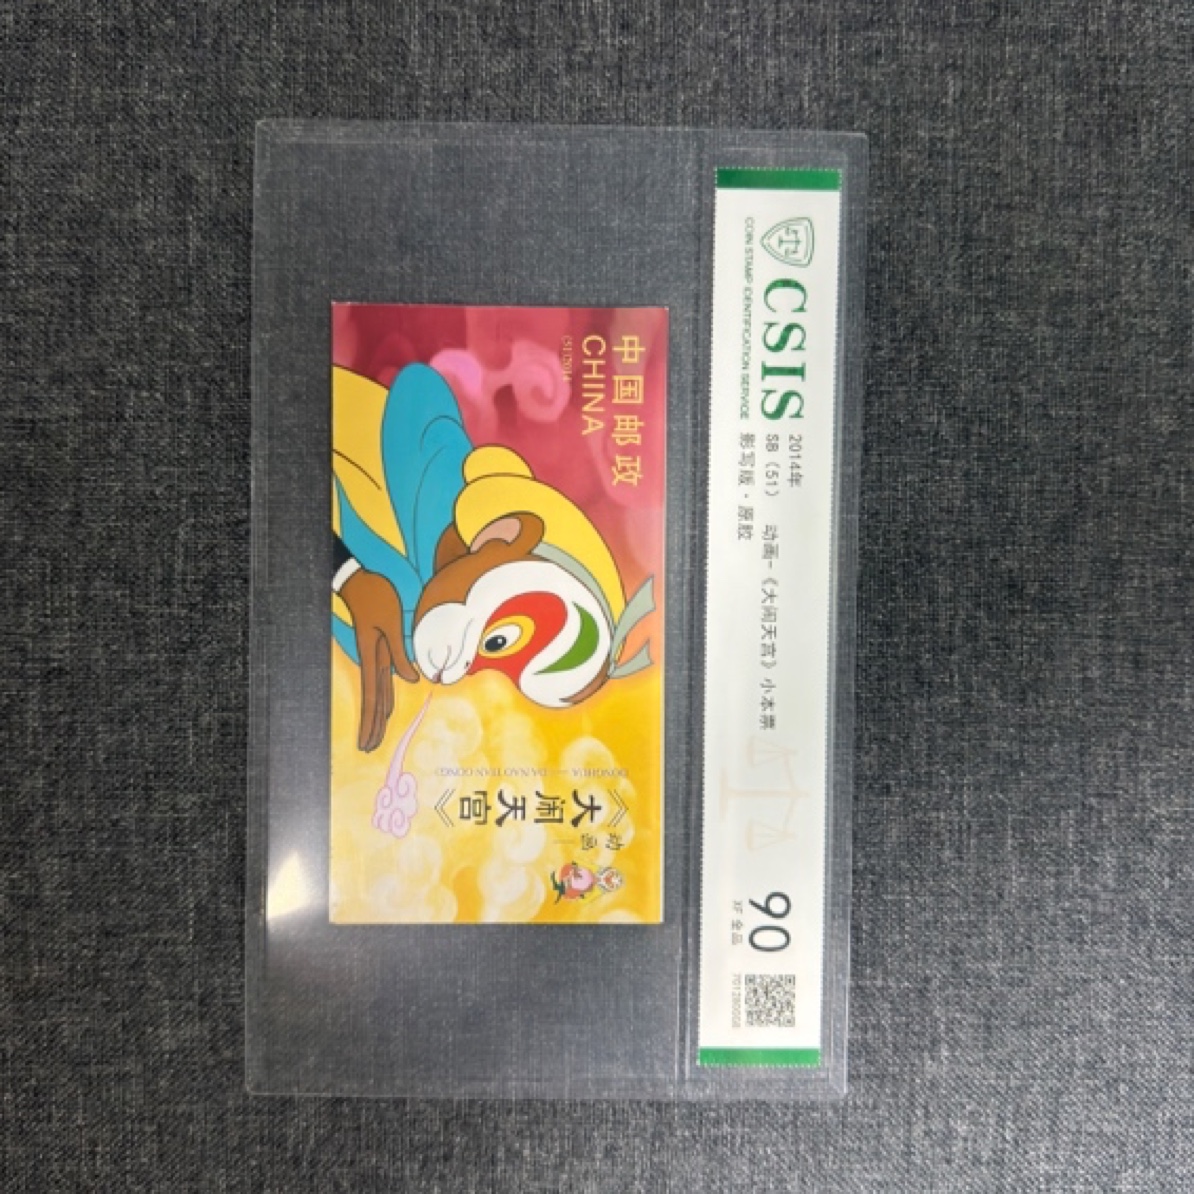 CSIS
COIN STAMP IDENTIFICATION SERVICE
2014年
SB（51） 动画-《大闹天宫》小本票
影写版·原胶
90
XF 全品
中国邮政
CHINA
(51)2014
动画——
《大闹天宫》
DONGHUA — DA NAO TIAN GONG